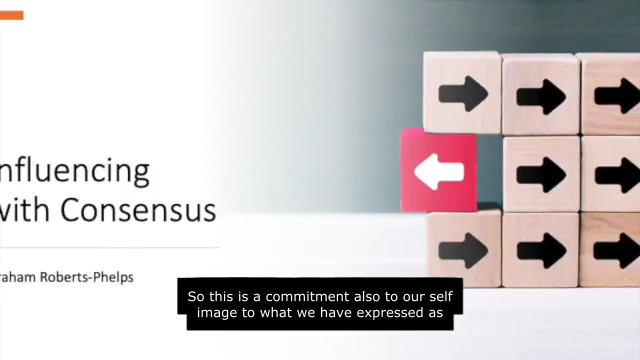 nfluencing
with Consensus
raham Roberts-Phelps
So this is a commitment also to our self
image to what we have expressed as